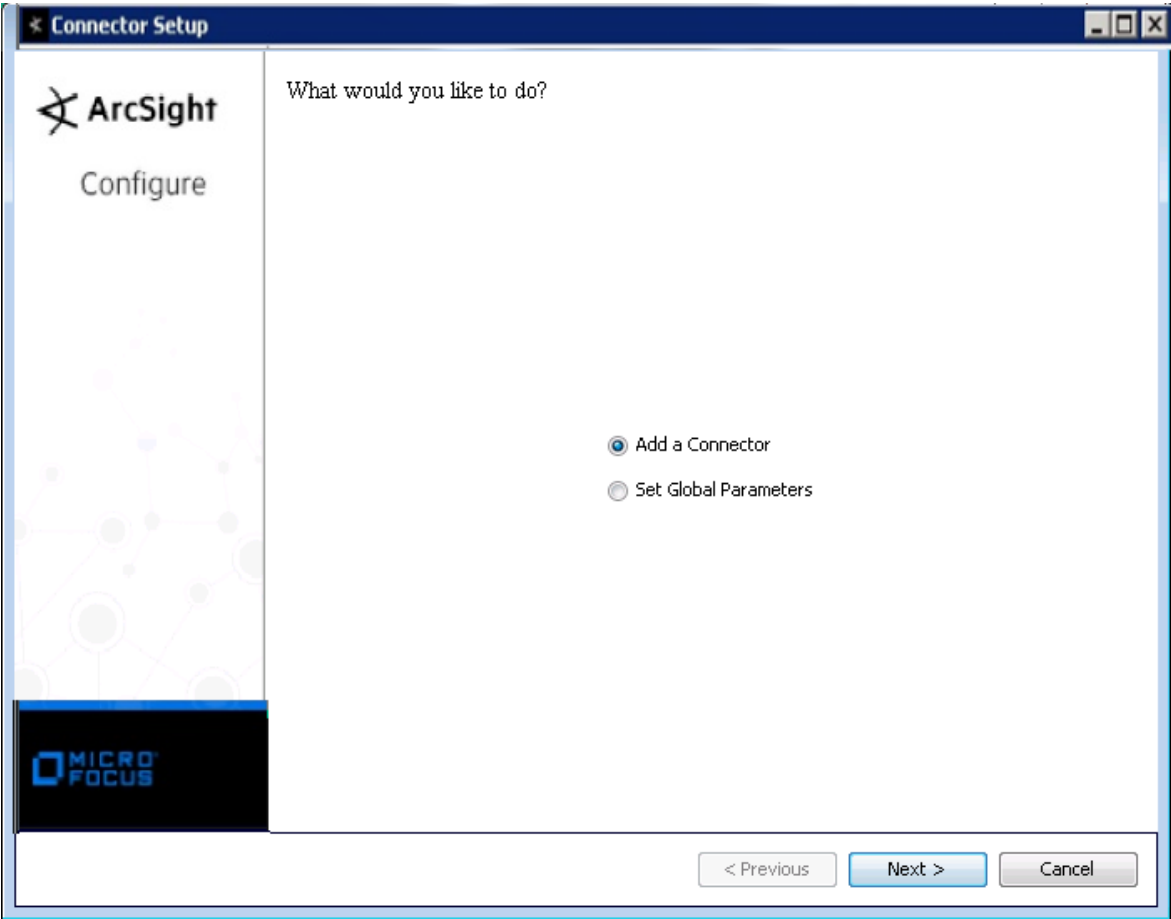 Connector Setup
ArcSight
Configure
What would you like to do?
Add a Connector
Set Global Parameters
MICRO
FOCUS
< Previous
Next >
Cancel